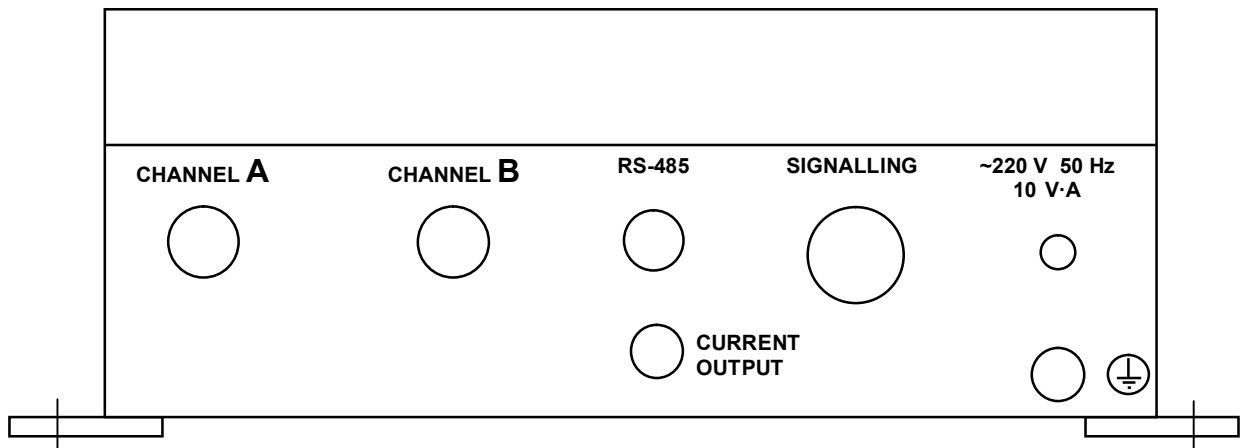 CHANNEL A
CHANNEL B
RS-485
SIGNALLING
~220 V 50 Hz
10 V·A
CURRENT
OUTPUT